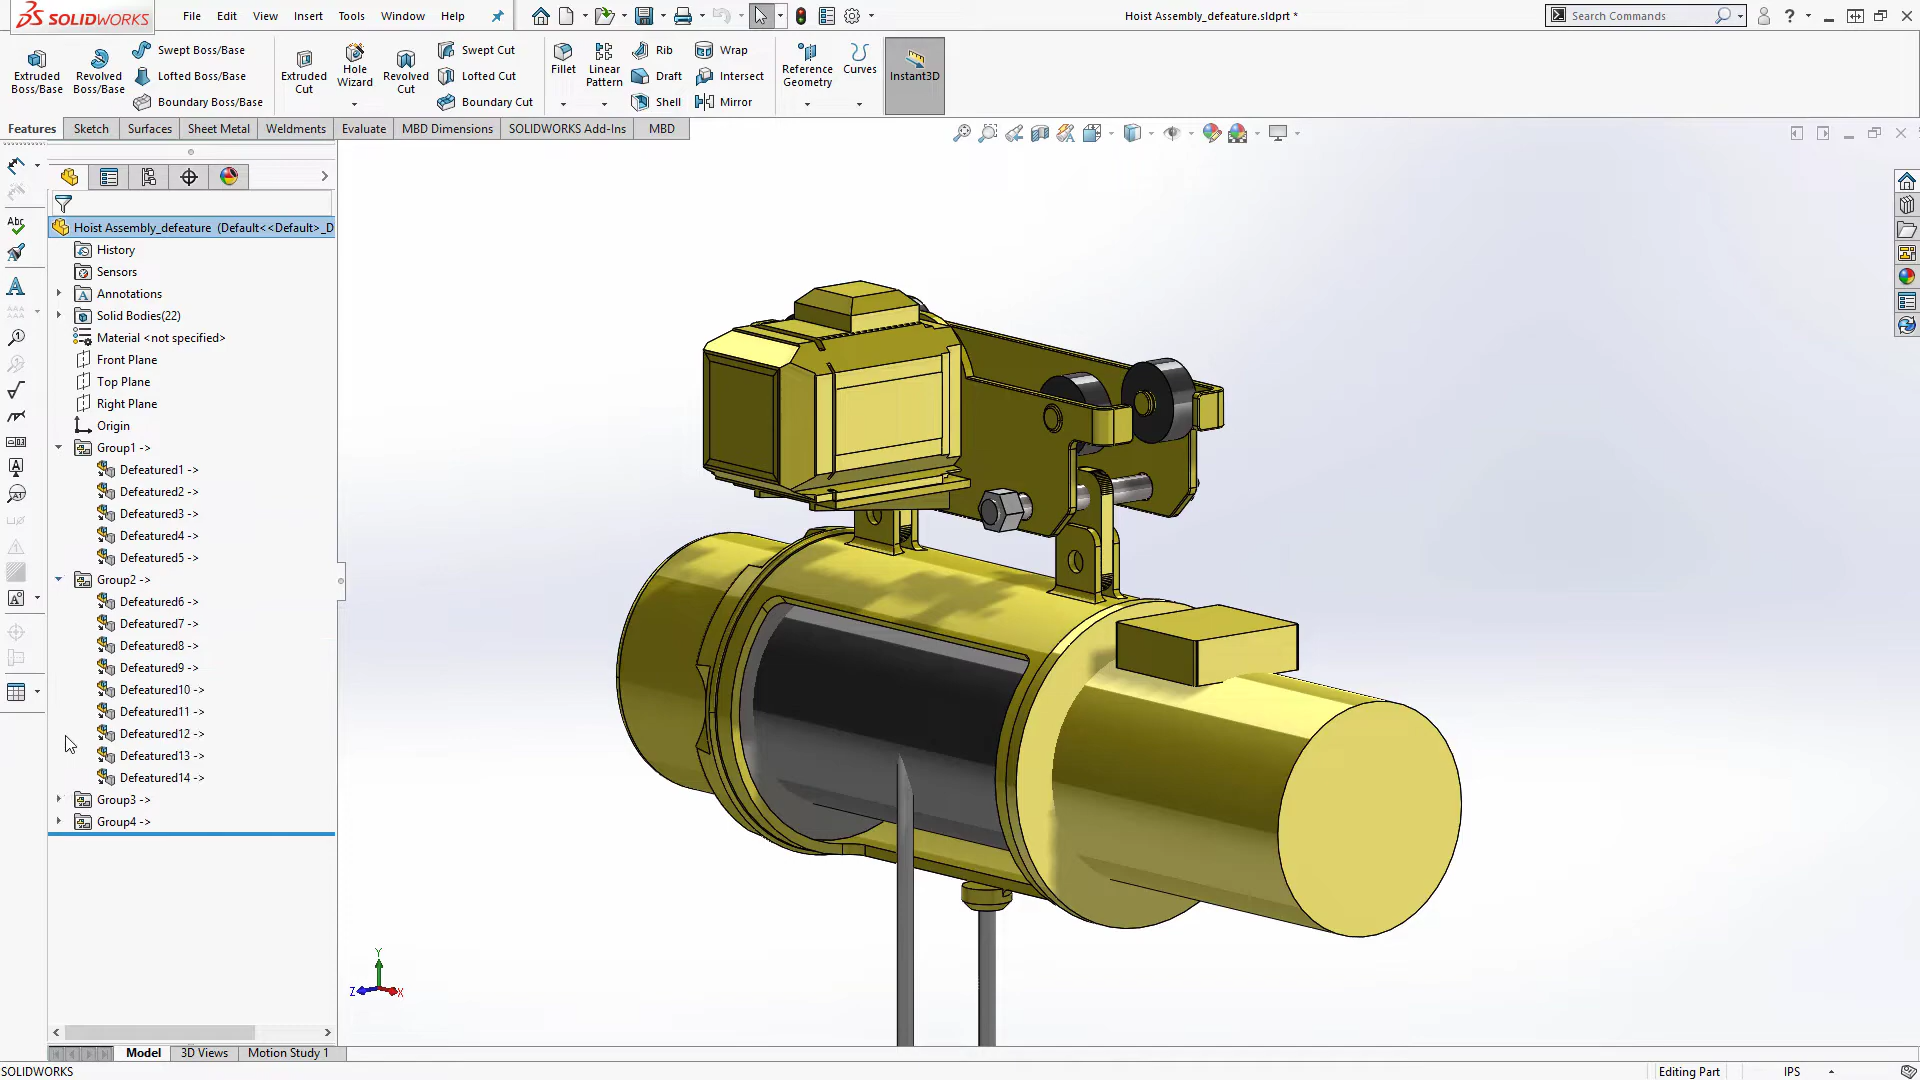 SOLIDWORKS
File Edit View Insert Tools Window Help
Hoist Assembly_defeature.sldprt *
Search Commands
Extruded Boss/Base
Revolved Boss/Base
Swept Boss/Base
Lofted Boss/Base
Boundary Boss/Base
Extruded Cut
Hole Wizard
Revolved Cut
Swept Cut
Lofted Cut
Boundary Cut
Fillet
Linear Pattern
Rib
Draft
Shell
Wrap
Intersect
Mirror
Reference Geometry
Curves
Instant3D
Features Sketch Surfaces Sheet Metal Weldments Evaluate MBD Dimensions SOLIDWORKS Add-Ins MBD
Hoist Assembly_defeature (Default<<Default>_D
History
Sensors
Annotations
Solid Bodies(22)
Material <not specified>
Front Plane
Top Plane
Right Plane
Origin
Group1 ->
Defeatured1 ->
Defeatured2 ->
Defeatured3 ->
Defeatured4 ->
Defeatured5 ->
Group2 ->
Defeatured6 ->
Defeatured7 ->
Defeatured8 ->
Defeatured9 ->
Defeatured10 ->
Defeatured11 ->
Defeatured12 ->
Defeatured13 ->
Defeatured14 ->
Group3 ->
Group4 ->
Abc
Y
Z X
Model 3D Views Motion Study 1
SOLIDWORKS
Editing Part IPS